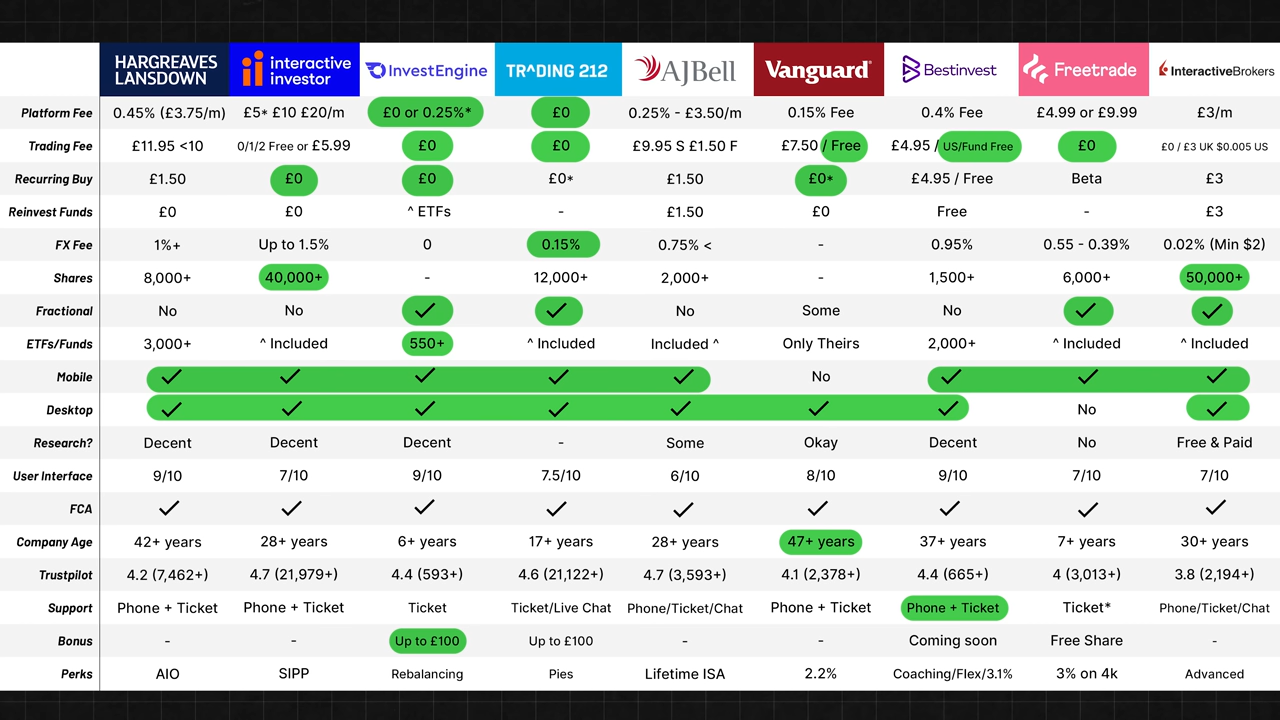 HARGREAVES LANSDOWN interactive investor InvestEngine TR^DING 212 AJBell Vanguard® Bestinvest Freetrade InteractiveBrokers
Platform Fee 0.45% (£3.75/m) £5* £10 £20/m £0 or 0.25%* £0 0.25% - £3.50/m 0.15% Fee 0.4% Fee £4.99 or £9.99 £3/m
Trading Fee £11.95 <10 0/1/2 Free or £5.99 £0 £0 £9.95 S £1.50 F £7.50 / Free £4.95 / US/Fund Free £0 £0 / £3 UK $0.005 US
Recurring Buy £1.50 £0 £0 £0* £1.50 £0* £4.95 / Free Beta £3
Reinvest Funds £0 £0 ^ ETFs - £1.50 £0 Free - £3
FX Fee 1%+ Up to 1.5% 0 0.15% 0.75% < - 0.95% 0.55 - 0.39% 0.02% (Min $2)
Shares 8,000+ 40,000+ - 12,000+ 2,000+ - 1,500+ 6,000+ 50,000+
Fractional No No ✓ ✓ No Some No ✓ ✓
ETFs/Funds 3,000+ ^ Included 550+ ^ Included Included ^ Only Theirs 2,000+ ^ Included ^ Included
Mobile ✓ ✓ ✓ ✓ ✓ No ✓ ✓ ✓
Desktop ✓ ✓ ✓ ✓ ✓ ✓ ✓ No ✓
Research? Decent Decent Decent - Some Okay Decent No Free & Paid
User Interface 9/10 7/10 9/10 7.5/10 6/10 8/10 9/10 7/10 7/10
FCA ✓ ✓ ✓ ✓ ✓ ✓ ✓ ✓ ✓
Company Age 42+ years 28+ years 6+ years 17+ years 28+ years 47+ years 37+ years 7+ years 30+ years
Trustpilot 4.2 (7,462+) 4.7 (21,979+) 4.4 (593+) 4.6 (21,122+) 4.7 (3,593+) 4.1 (2,378+) 4.4 (665+) 4 (3,013+) 3.8 (2,194+)
Support Phone + Ticket Phone + Ticket Ticket Ticket/Live Chat Phone/Ticket/Chat Phone + Ticket Phone + Ticket Ticket* Phone/Ticket/Chat
Bonus - - Up to £100 Up to £100 - - Coming soon Free Share -
Perks AIO SIPP Rebalancing Pies Lifetime ISA 2.2% Coaching/Flex/3.1% 3% on 4k Advanced